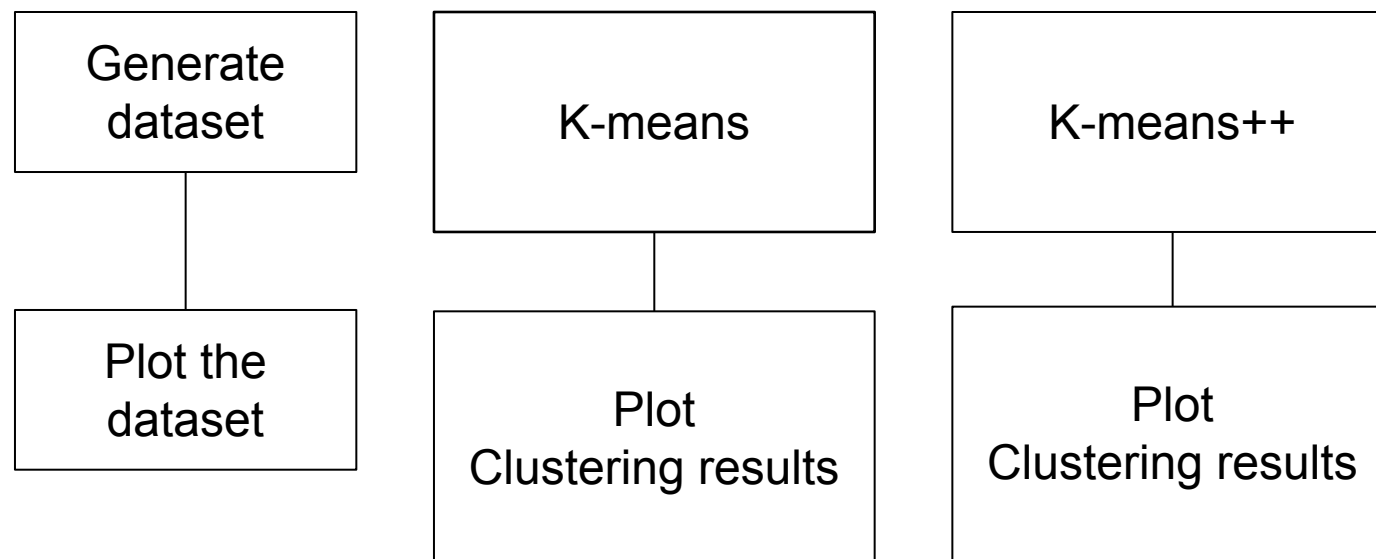 Generate
dataset
K-means
K-means++
Plot the
dataset
Plot
Clustering results
Plot
Clustering results